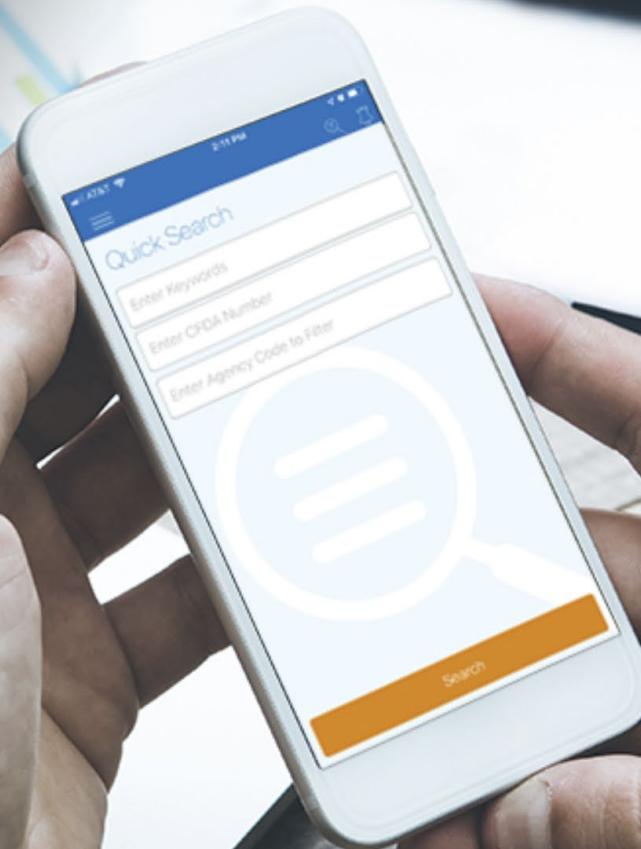 AT&T
2:11 PM
Quick Search
Enter Keywords
Enter CFDA Number
Enter Agency Code to Filter
Search